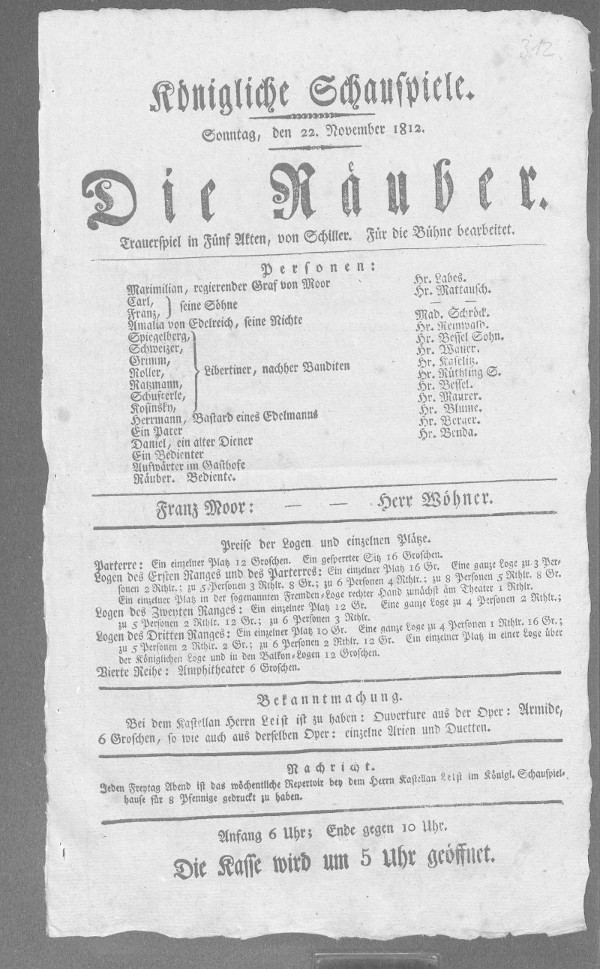 312
Königliche Schauspiele.
Sonntag, den 22. November 1812.
Die Räuber.
Trauerspiel in Fünf Akten, von Schiller. Für die Bühne bearbeitet.
Personen:
Maximilian, regierender Graf von Moor
Hr. Labes.
Carl,
Hr. Mattausch.
Franz,
seine Söhne
— —
Amalia von Edelreich, seine Nichte
Mad. Schröck.
Spiegelberg,
Hr. Reinwald.
Schweizer,
Hr. Bessel Sohn.
Grimm,
Hr. Wauer.
Roller,
Libertiner, nachher Banditen
Hr. Kaselitz.
Ratzmann,
Hr. Rüthling S.
Schufterle,
Hr. Bessel.
Kosinsky,
Hr. Maurer.
Herrmann, Bastard eines Edelmanns
Hr. Blume.
Ein Pater
Hr. Berger.
Daniel, ein alter Diener
Hr. Benda.
Ein Bedienter
Aufwärter im Gasthofe
Räuber. Bediente.
Franz Moor: — — Herr Wöhner.
Preise der Logen und einzelnen Plätze.
Parterre: Ein einzelner Platz 12 Groschen. Ein gesperrter Sitz 16 Groschen.
Logen des Ersten Ranges und des Parterres: Ein einzelner Platz 16 Gr. Eine ganze Loge zu 3 Per-
sonen 2 Rthlr.; zu 5 Personen 3 Rthlr. 8 Gr.; zu 6 Personen 4 Rthlr.; zu 8 Personen 5 Rthlr. 8 Gr.
Ein einzelner Platz in der sogenannten Fremden-Loge rechter Hand zunächst am Theater 1 Rthlr.
Logen des Zweyten Ranges: Ein einzelner Platz 12 Gr. Eine ganze Loge zu 4 Personen 2 Rthlr.;
zu 5 Personen 2 Rthlr. 12 Gr.; zu 6 Personen 3 Rthlr.
Logen des Dritten Ranges: Ein einzelner Platz 10 Gr. Eine ganze Loge zu 4 Personen 1 Rthlr. 16 Gr.;
zu 5 Personen 2 Rthlr. 2 Gr.; zu 6 Personen 2 Rthlr. 12 Gr. Ein einzelner Platz in einer Loge über
der Königlichen Loge und in den Balkon-Logen 12 Groschen.
Vierte Reihe: Amphitheater 6 Groschen.
Bekanntmachung.
Bei dem Kastellan Herrn Leist ist zu haben: Ouverture aus der Oper: Armide,
6 Groschen, so wie auch aus derselben Oper: einzelne Arien und Duetten.
Nachricht.
Jeden Freytag Abend ist das wöchentliche Repertoir bey dem Herrn Kastellan Leist im Königl. Schauspiel-
hause für 8 Pfennige gedruckt zu haben.
Anfang 6 Uhr; Ende gegen 10 Uhr.
Die Kasse wird um 5 Uhr geöffnet.